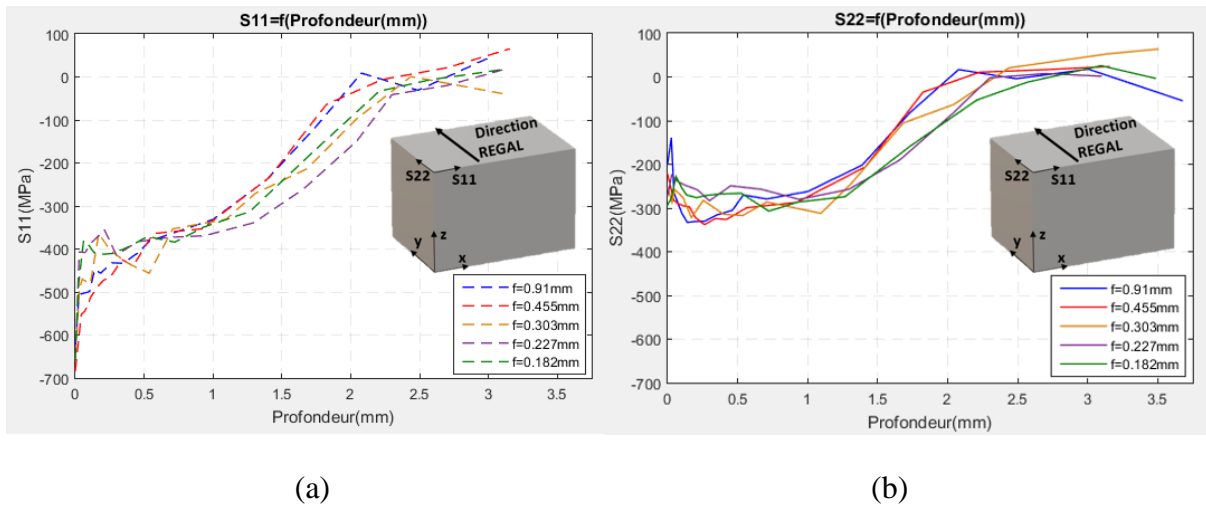 S11=f(Profondeur(mm))
100
0
-100
-200
-300
-400
-500
-600
-700
S11(MPa)
0
0.5
1
1.5
2
2.5
3
3.5
Profondeur(mm)
Direction
REGAL
S22
S11
y
z
x
f=0.91mm
f=0.455mm
f=0.303mm
f=0.227mm
f=0.182mm
(a)
S22=f(Profondeur(mm))
100
0
-100
-200
-300
-400
-500
-600
-700
S22(MPa)
0
0.5
1
1.5
2
2.5
3
3.5
Profondeur(mm)
Direction
REGAL
S22
S11
y
z
x
f=0.91mm
f=0.455mm
f=0.303mm
f=0.227mm
f=0.182mm
(b)